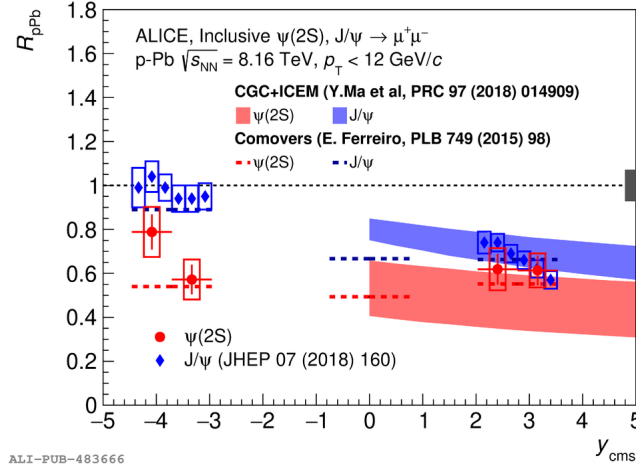 R_pPb
1.8
1.6
1.4
1.2
1
0.8
0.6
0.4
0.2
0
ALICE, Inclusive ψ(2S), J/ψ → μ⁺μ⁻
p-Pb √s_NN = 8.16 TeV, p_T < 12 GeV/c
CGC+ICEM (Y.Ma et al, PRC 97 (2018) 014909)
ψ(2S) J/ψ
Comovers (E. Ferreiro, PLB 749 (2015) 98)
ψ(2S) J/ψ
ψ(2S)
J/ψ (JHEP 07 (2018) 160)
−5 −4 −3 −2 −1 0 1 2 3 4 5
y_cms
ALI-PUB-483666